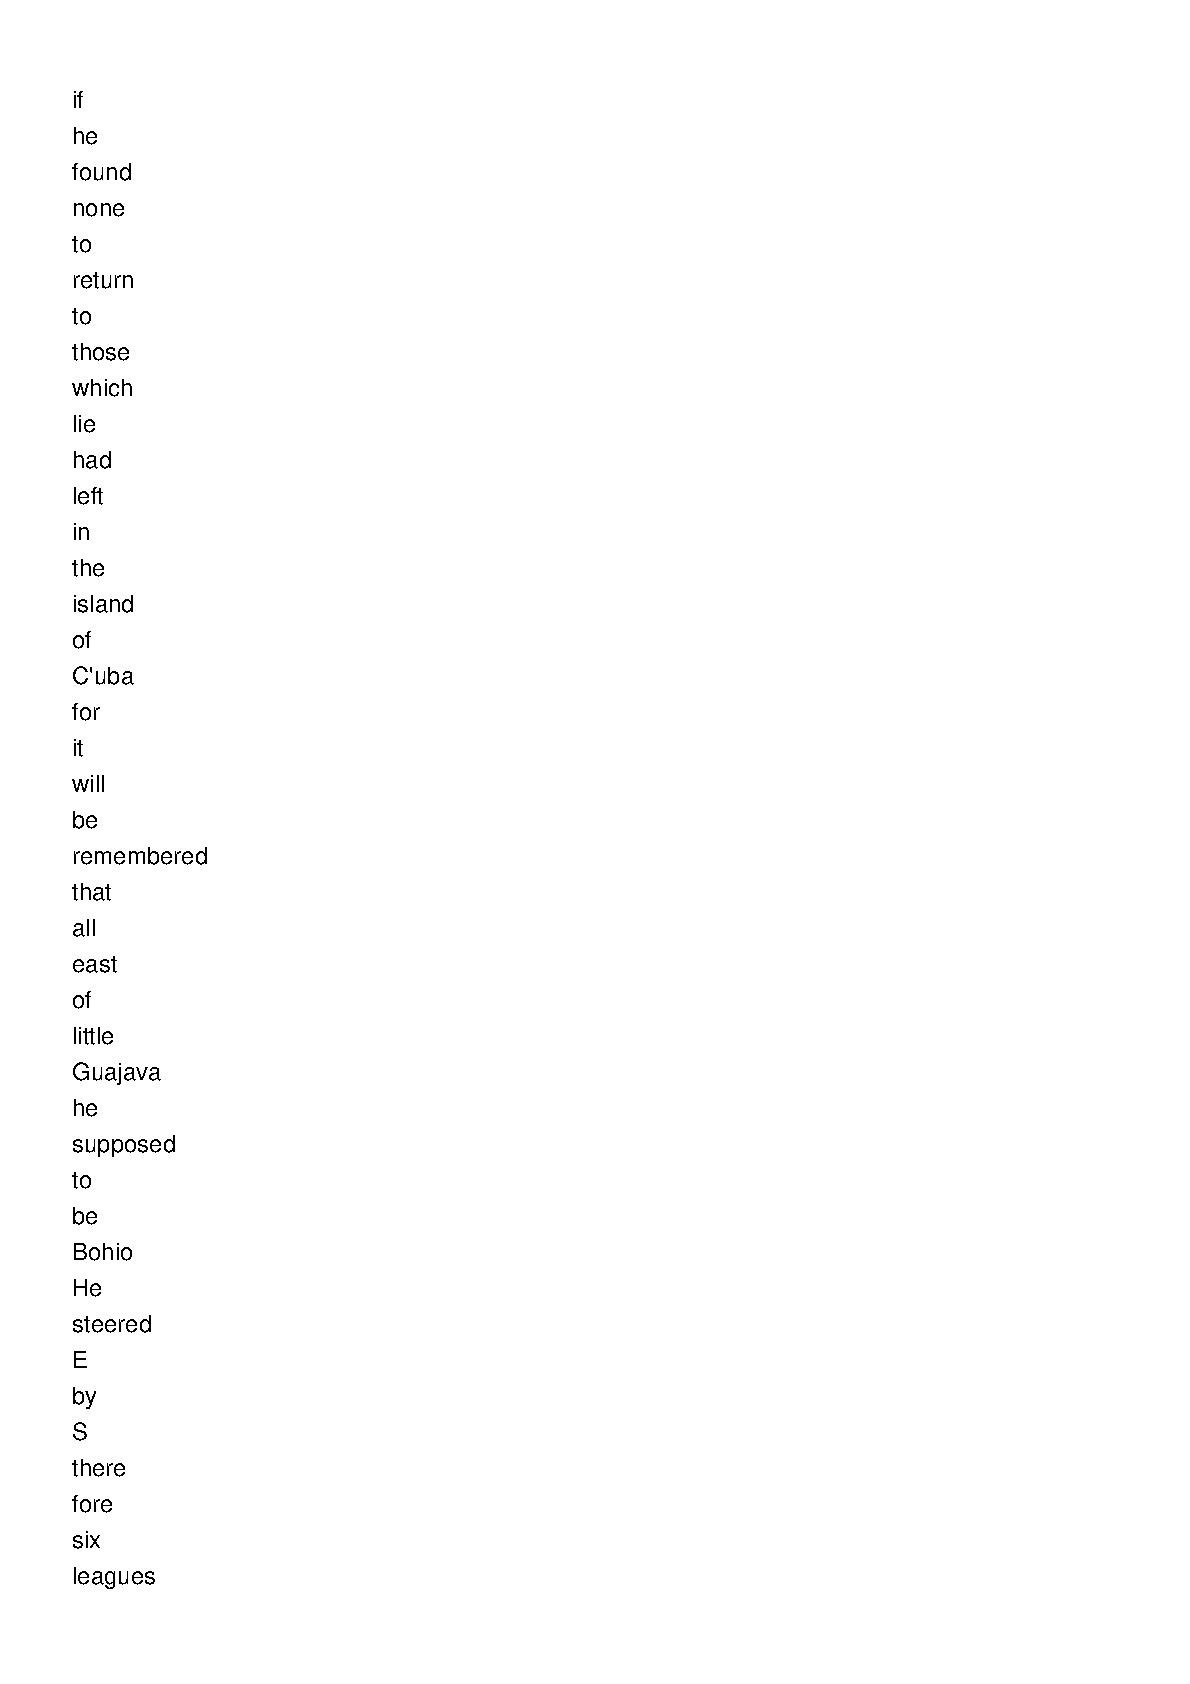 if
he
found
none
to
return
to
those
which
lie
had
left
in
the
island
of
C'uba
for
it
will
be
remembered
that
all
east
of
little
Guajava
he
supposed
to
be
Bohio
He
steered
E
by
S
there
fore
six
leagues